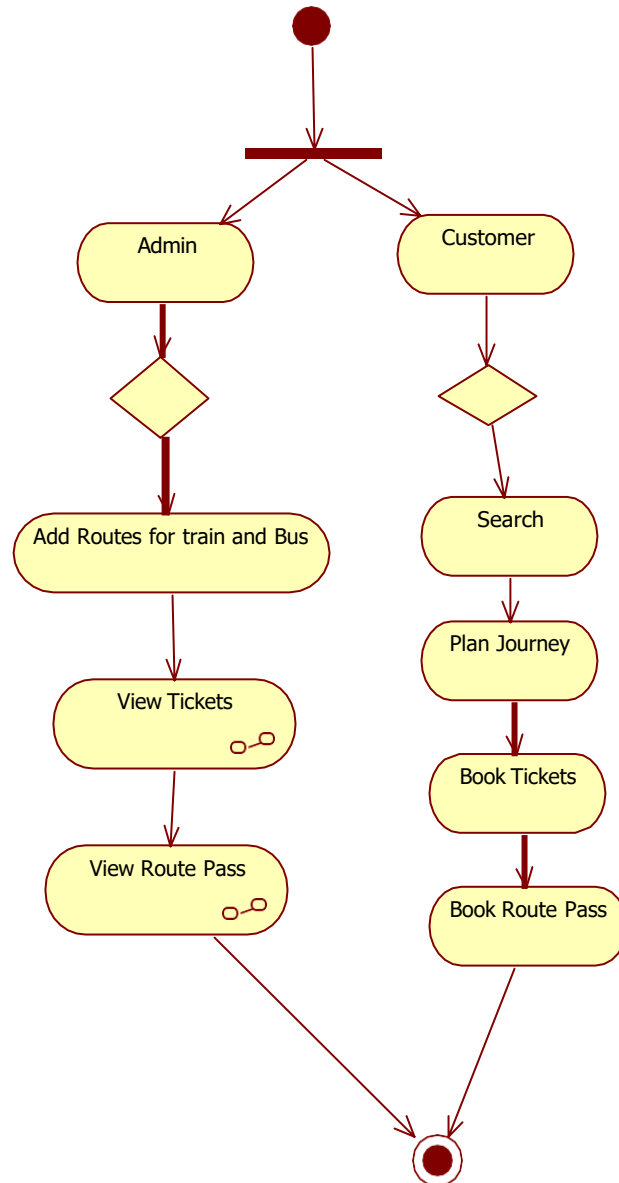 Admin
Customer
Add Routes for train and Bus
Search
Plan Journey
View Tickets
Book Tickets
View Route Pass
Book Route Pass